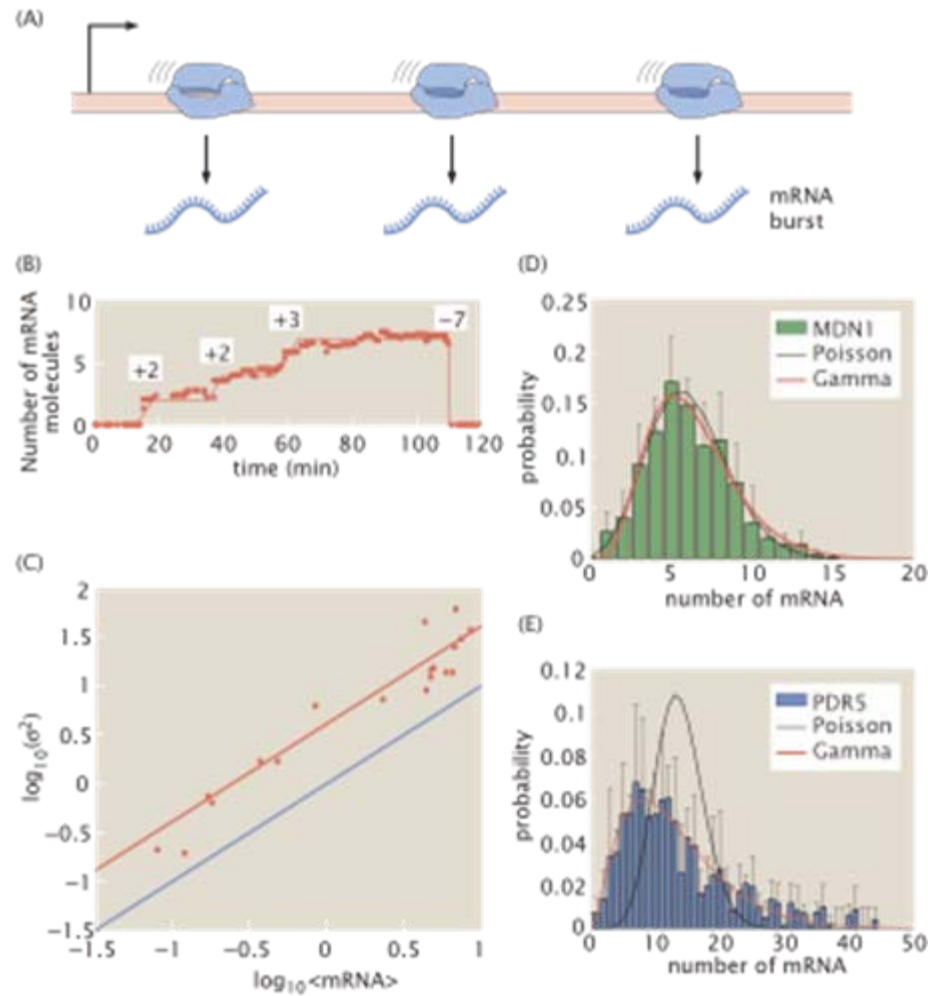 (A)
mRNA
burst
(B)
Number of mRNA
molecules
10
5
0
+2
+2
+3
−7
0 20 40 60 80 100 120
time (min)
(C)
log10(σ²)
2
1.5
1
0.5
0
−0.5
−1
−1.5
−1.5 −1 −0.5 0 0.5 1
log10<mRNA>
(D)
probability
0.25
0.2
0.15
0.1
0.05
0
MDN1
Poisson
Gamma
0 5 10 15 20
number of mRNA
(E)
probability
0.12
0.1
0.08
0.06
0.04
0.02
0
PDR5
Poisson
Gamma
0 10 20 30 40 50
number of mRNA